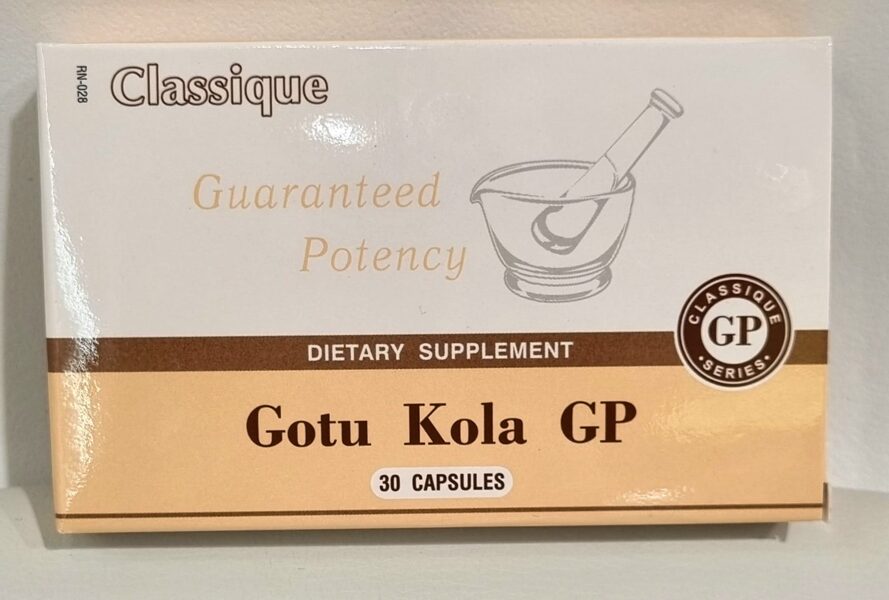 RN-028
Classique
Guaranteed
Potency
CLASSIQUE
GP
•SERIES•
DIETARY SUPPLEMENT
Gotu Kola GP
30 CAPSULES